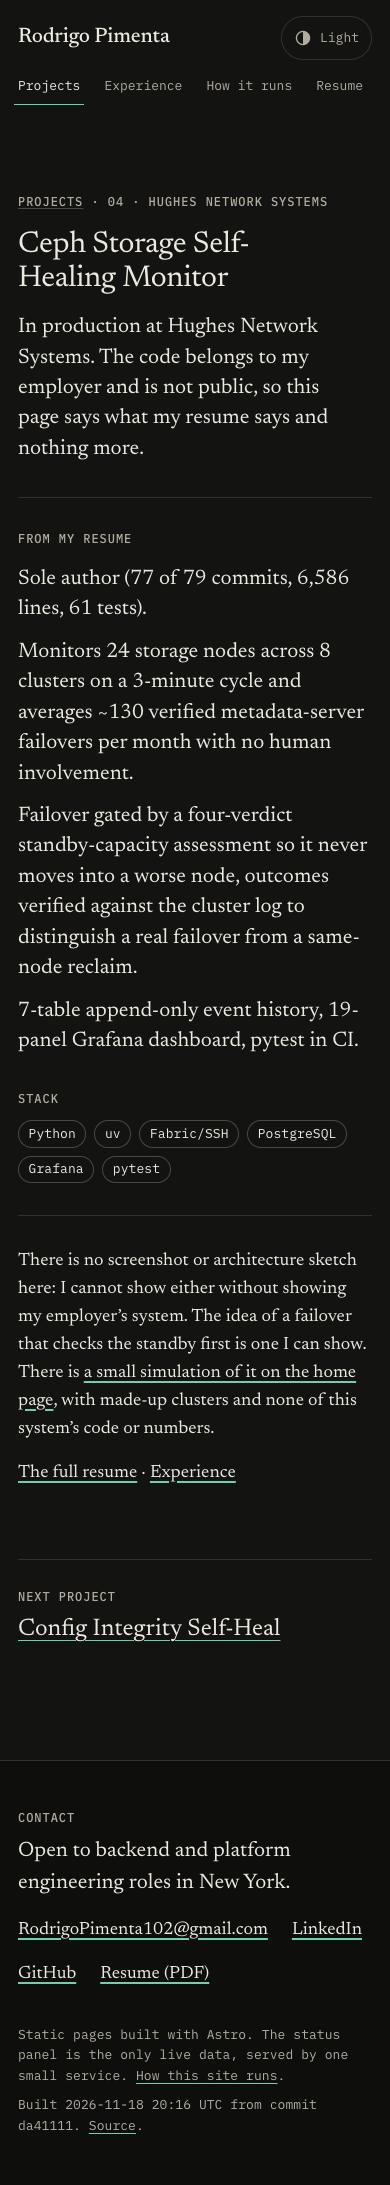 Rodrigo Pimenta
Light
Projects Experience How it runs Resume
PROJECTS · 04 · HUGHES NETWORK SYSTEMS
Ceph Storage Self-
Healing Monitor
In production at Hughes Network
Systems. The code belongs to my
employer and is not public, so this
page says what my resume says and
nothing more.
FROM MY RESUME
Sole author (77 of 79 commits, 6,586
lines, 61 tests).
Monitors 24 storage nodes across 8
clusters on a 3-minute cycle and
averages ~130 verified metadata-server
failovers per month with no human
involvement.
Failover gated by a four-verdict
standby-capacity assessment so it never
moves into a worse node, outcomes
verified against the cluster log to
distinguish a real failover from a same-
node reclaim.
7-table append-only event history, 19-
panel Grafana dashboard, pytest in CI.
STACK
Python uv Fabric/SSH PostgreSQL
Grafana pytest
There is no screenshot or architecture sketch
here: I cannot show either without showing
my employer’s system. The idea of a failover
that checks the standby first is one I can show.
There is a small simulation of it on the home
page, with made-up clusters and none of this
system’s code or numbers.
The full resume · Experience
NEXT PROJECT
Config Integrity Self-Heal
CONTACT
Open to backend and platform
engineering roles in New York.
RodrigoPimenta102@gmail.com LinkedIn
GitHub Resume (PDF)
Static pages built with Astro. The status
panel is the only live data, served by one
small service. How this site runs.
Built 2026-11-18 20:16 UTC from commit
da41111. Source.